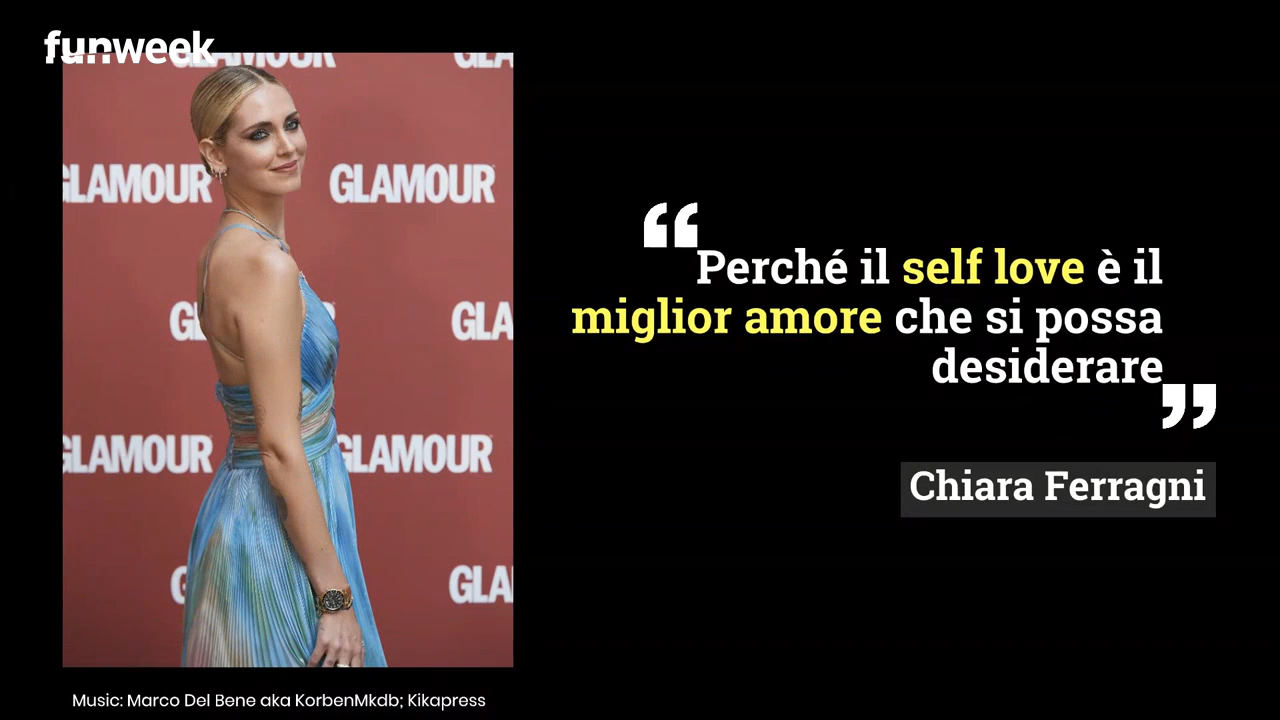 funweek
GLAMOUR GLA
GLAMOUR GLAMOUR
GL GLA
GLAMOUR GLAMOUR
G GLA
“Perché il self love è il
miglior amore che si possa
desiderare”
Chiara Ferragni
Music: Marco Del Bene aka KorbenMkdb; Kikapress